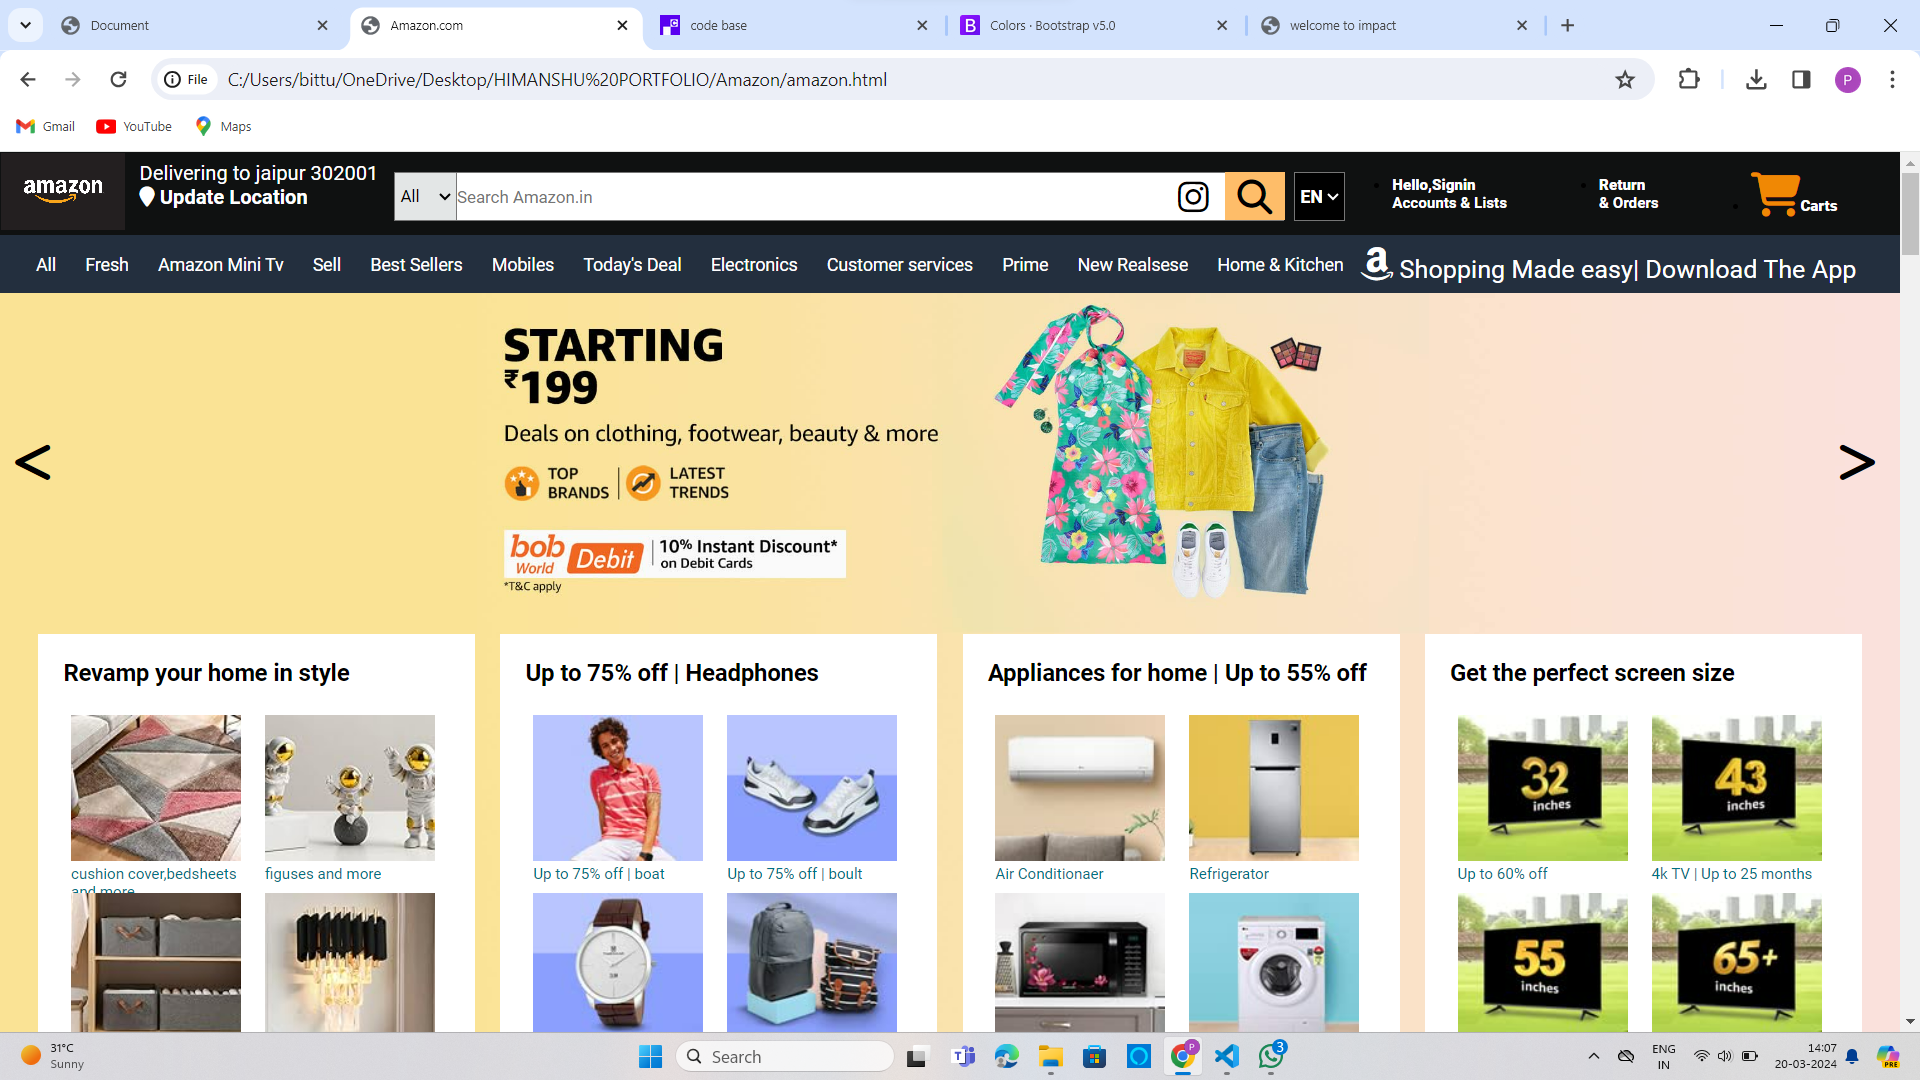 Document
Amazon.com
code base
Colors · Bootstrap v5.0
welcome to impact
File
C:/Users/bittu/OneDrive/Desktop/HIMANSHU%20PORTFOLIO/Amazon/amazon.html
P
Gmail
YouTube
Maps
amazon
Delivering to jaipur 302001
Update Location
All
Search Amazon.in
EN
Hello,Signin
Accounts & Lists
Return
& Orders
Carts
All
Fresh
Amazon Mini Tv
Sell
Best Sellers
Mobiles
Today's Deal
Electronics
Customer services
Prime
New Realsese
Home & Kitchen
Shopping Made easy| Download The App
STARTING
₹199
Deals on clothing, footwear, beauty & more
TOP
BRANDS
LATEST
TRENDS
bob
World
Debit
10% Instant Discount*
on Debit Cards
*T&C apply
<
>
Revamp your home in style
cushion cover,bedsheets
and more
figuses and more
Up to 75% off | Headphones
Up to 75% off | boat
Up to 75% off | boult
Appliances for home | Up to 55% off
Air Conditionaer
Refrigerator
Get the perfect screen size
32
inches
43
inches
Up to 60% off
4k TV | Up to 25 months
55
inches
65+
inches
31°C
Sunny
Search
P
3
ENG
IN
14:07
20-03-2024
PRE